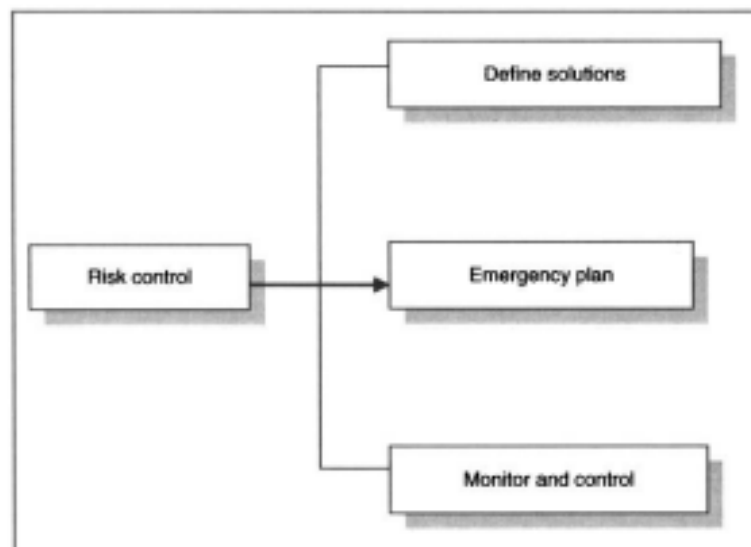 Define solutions
Risk control
Emergency plan
Monitor and control